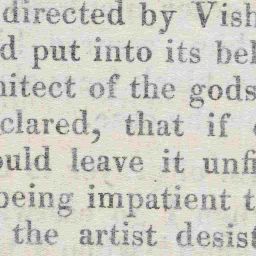 directed by Vish
d put into its bel
hitect of the gods
clared, that if
ould leave it unfi
being impatient t
the artist desist